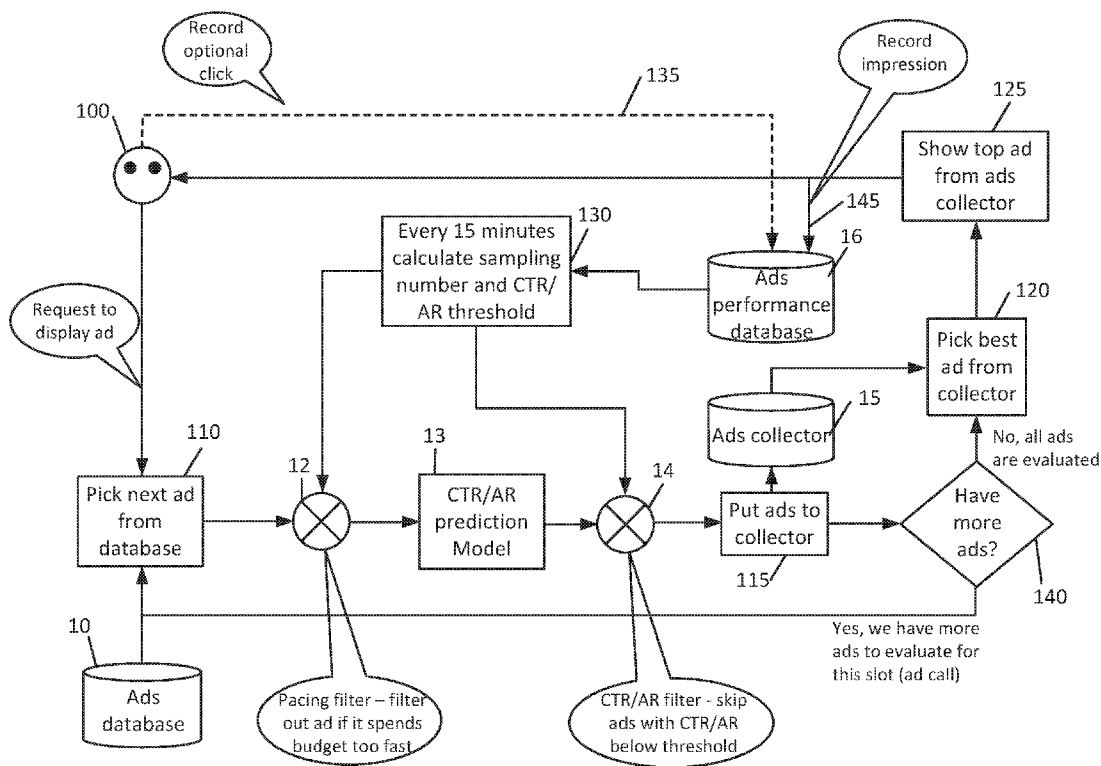 Record
optional
click
Record
impression
135
125
100
Show top ad
from ads
collector
145
130
Every 15 minutes
calculate sampling
number and CTR/
AR threshold
16
Ads
performance
database
120
Request to
display ad
Pick best
ad from
collector
15
Ads collector
110
12
13
14
No, all ads
are evaluated
Pick next ad
from
database
CTR/AR
prediction
Model
Put ads to
collector
115
Have
more
ads?
140
10
Ads
database
Yes, we have more
ads to evaluate for
this slot (ad call)
Pacing filter – filter
out ad if it spends
budget too fast
CTR/AR filter - skip
ads with CTR/AR
below threshold